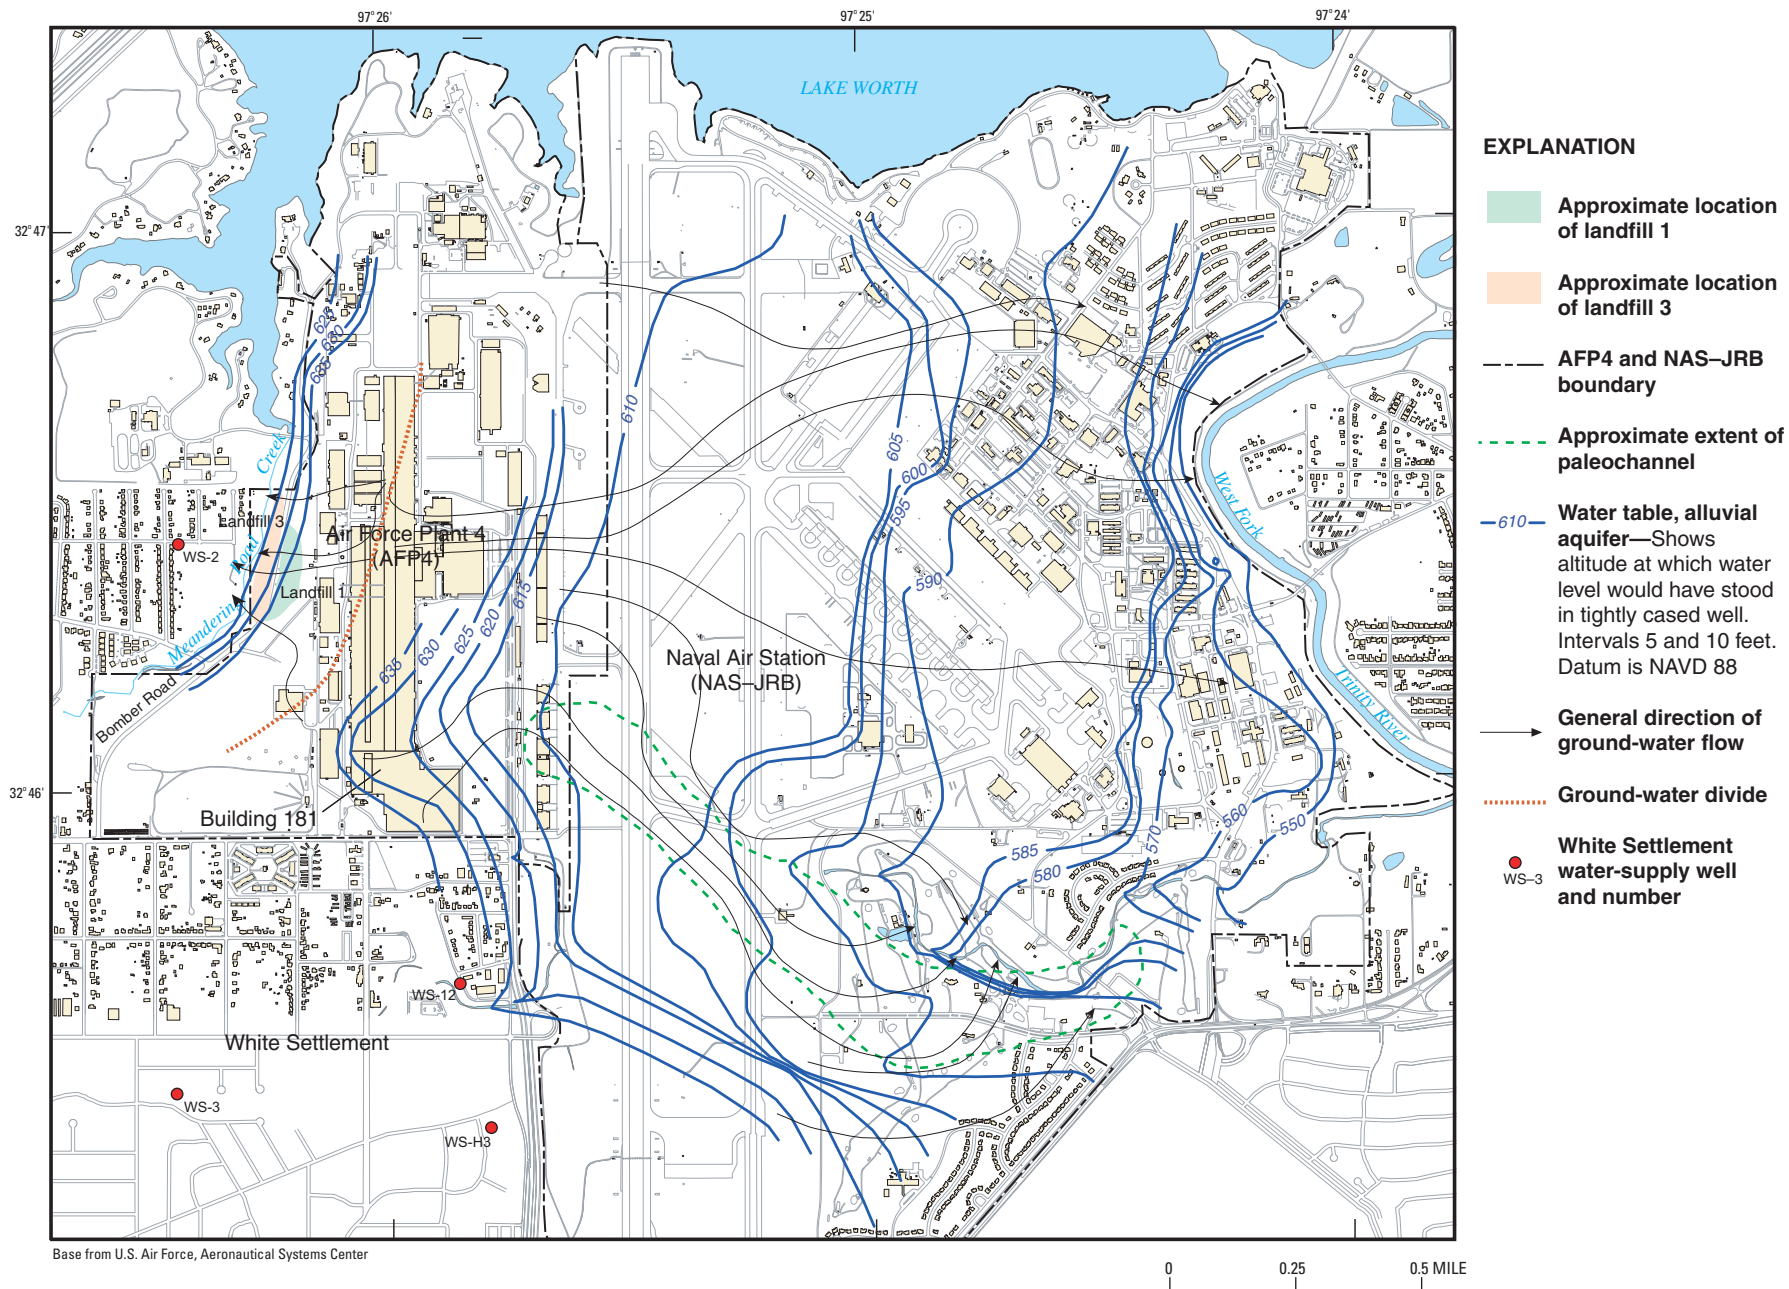 97°26'
97°25'
97°24'
LAKE WORTH
32°47'
32°46'
625
630
635
610
605
600
595
590
615
620
625
630
635
585
580
570
560
550
Creek
Road
Meandering
Landfill 3
Landfill 1
WS-2
Air Force Plant 4
(AFP4)
Naval Air Station
(NAS–JRB)
West Fork
Trinity River
Bomber Road
Building 181
WS-12
White Settlement
WS-3
WS-H3
EXPLANATION
Approximate location
of landfill 1
Approximate location
of landfill 3
AFP4 and NAS–JRB
boundary
Approximate extent of
paleochannel
610
Water table, alluvial
aquifer—Shows
altitude at which water
level would have stood
in tightly cased well.
Intervals 5 and 10 feet.
Datum is NAVD 88
General direction of
ground-water flow
Ground-water divide
WS–3
White Settlement
water-supply well
and number
Base from U.S. Air Force, Aeronautical Systems Center
0
0.25
0.5 MILE